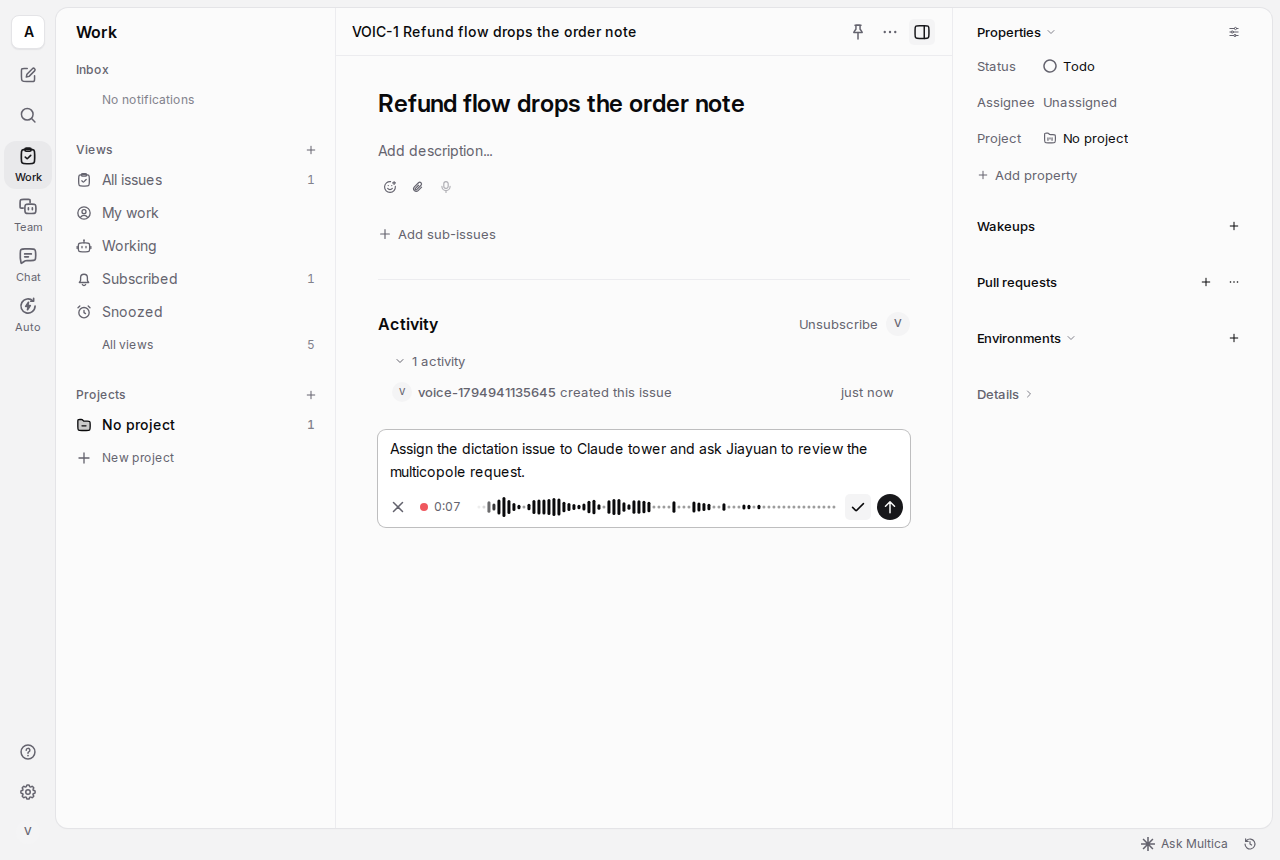 A
Work
Team
Chat
Auto
V
Work
Inbox
No notifications
Views
All issues 1
My work
Working
Subscribed 1
Snoozed
All views 5
Projects
No project 1
New project
VOIC-1 Refund flow drops the order note
Refund flow drops the order note
Add description...
Add sub-issues
Activity
Unsubscribe V
1 activity
V voice-1794941135645 created this issue just now
Assign the dictation issue to Claude tower and ask Jiayuan to review the
multicopole request.
0:07
Properties
Status Todo
Assignee Unassigned
Project No project
Add property
Wakeups
Pull requests
Environments
Details
Ask Multica